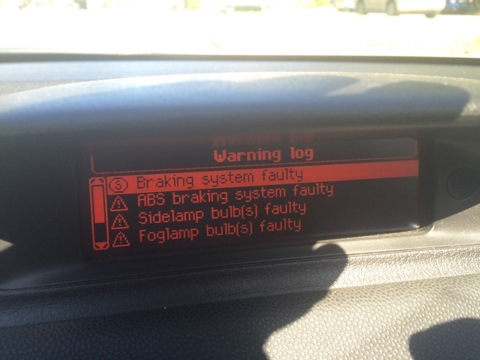 Warning log
S Braking system faulty
ABS braking system faulty
Sidelamp bulb(s) faulty
Foglamp bulb(s) faulty